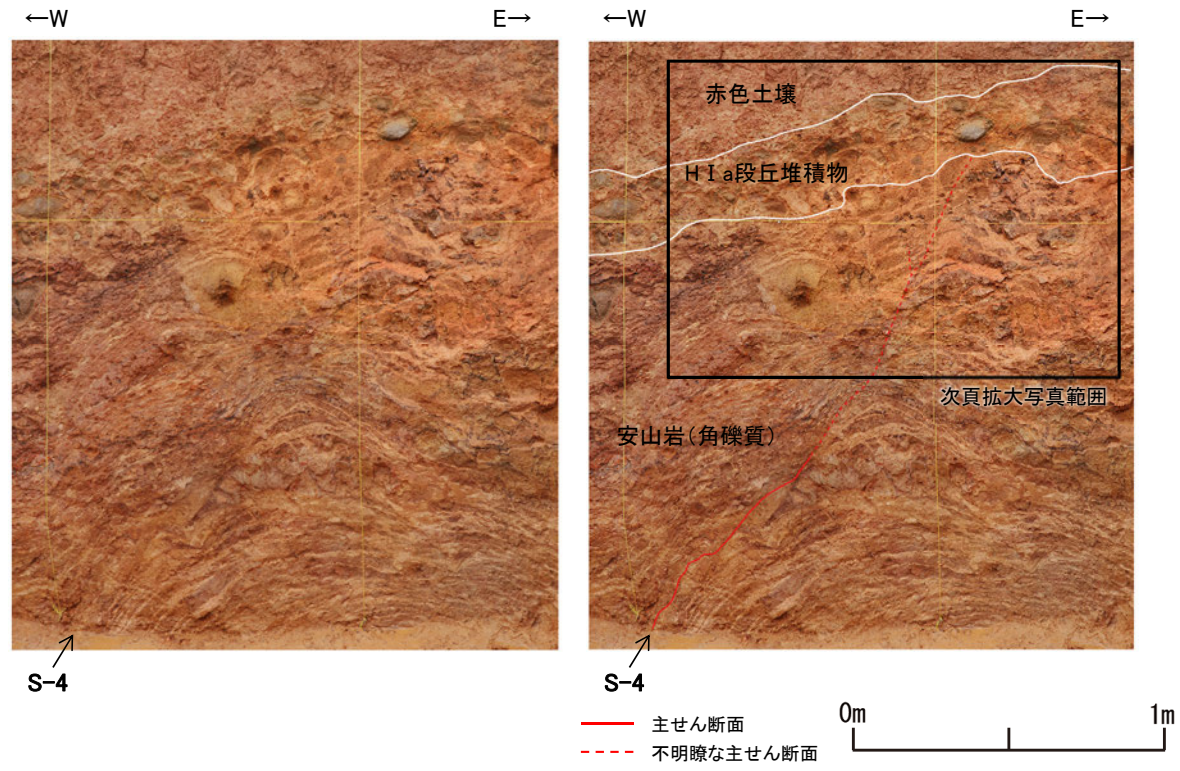 ←W
E→
←W
E→
赤色土壌
HⅠa段丘堆積物
次頁拡大写真範囲
安山岩(角礫質)
S-4
S-4
主せん断面
不明瞭な主せん断面
0m
1m